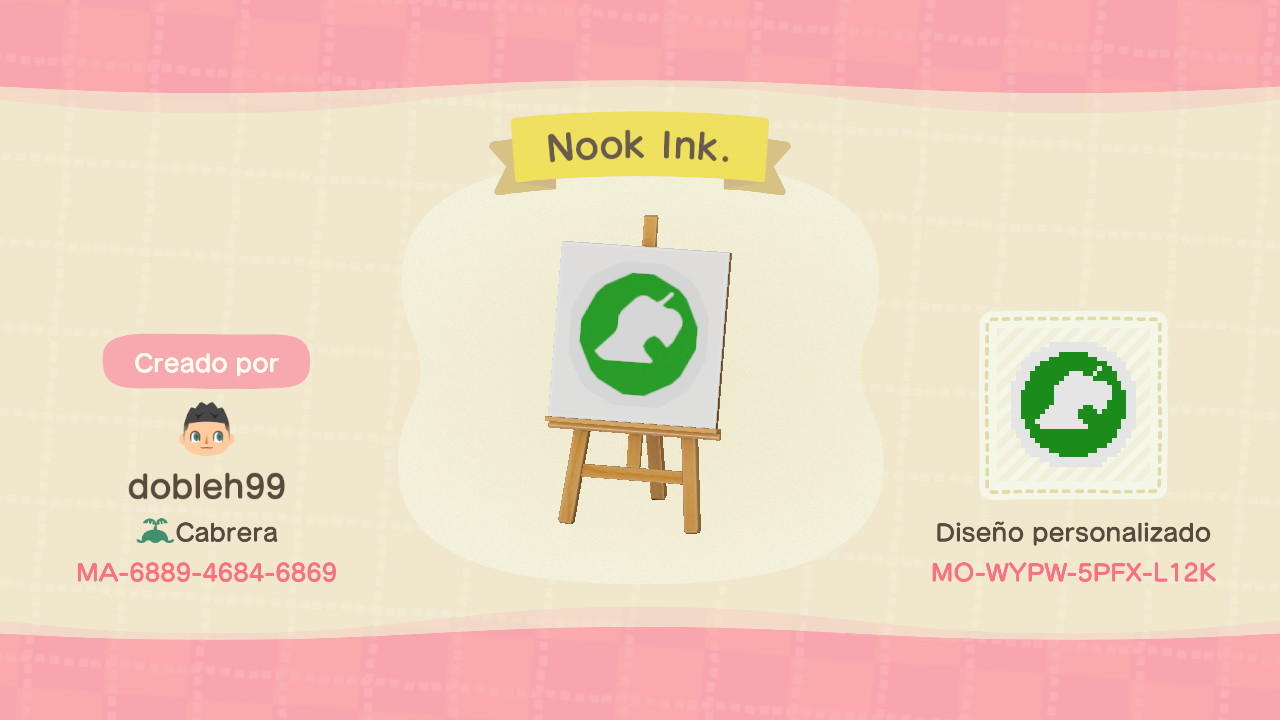 Nook Ink.
Creado por
dobleh99
Cabrera
MA-6889-4684-6869
Diseño personalizado
MO-WYPW-5PFX-L12K